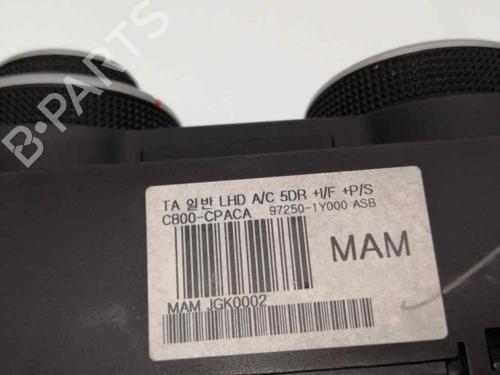 TA 일반 LHD A/C 5DR +I/F +P/S
C800-CPACA 97250-1Y000 ASB
MAM
MAM JGK0002
B-PARTS